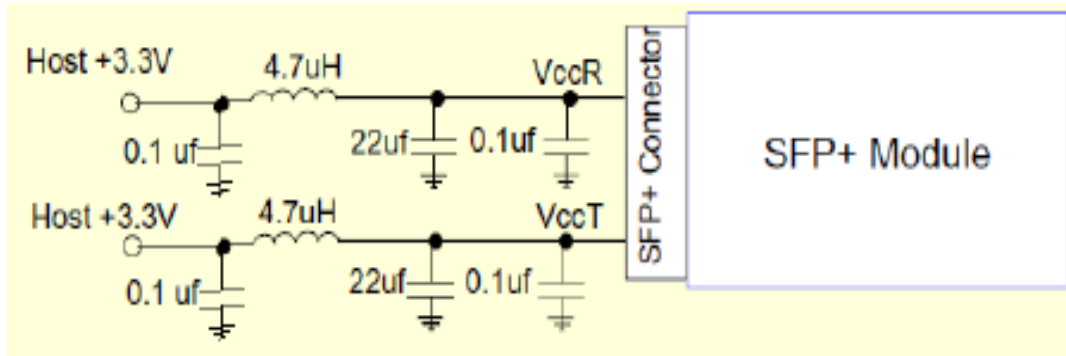 Host +3.3V
4.7uH
VccR
0.1 uf
22uf
0.1uf
Host +3.3V
4.7uH
VccT
0.1 uf
22uf
0.1uf
SFP+ Connector
SFP+ Module